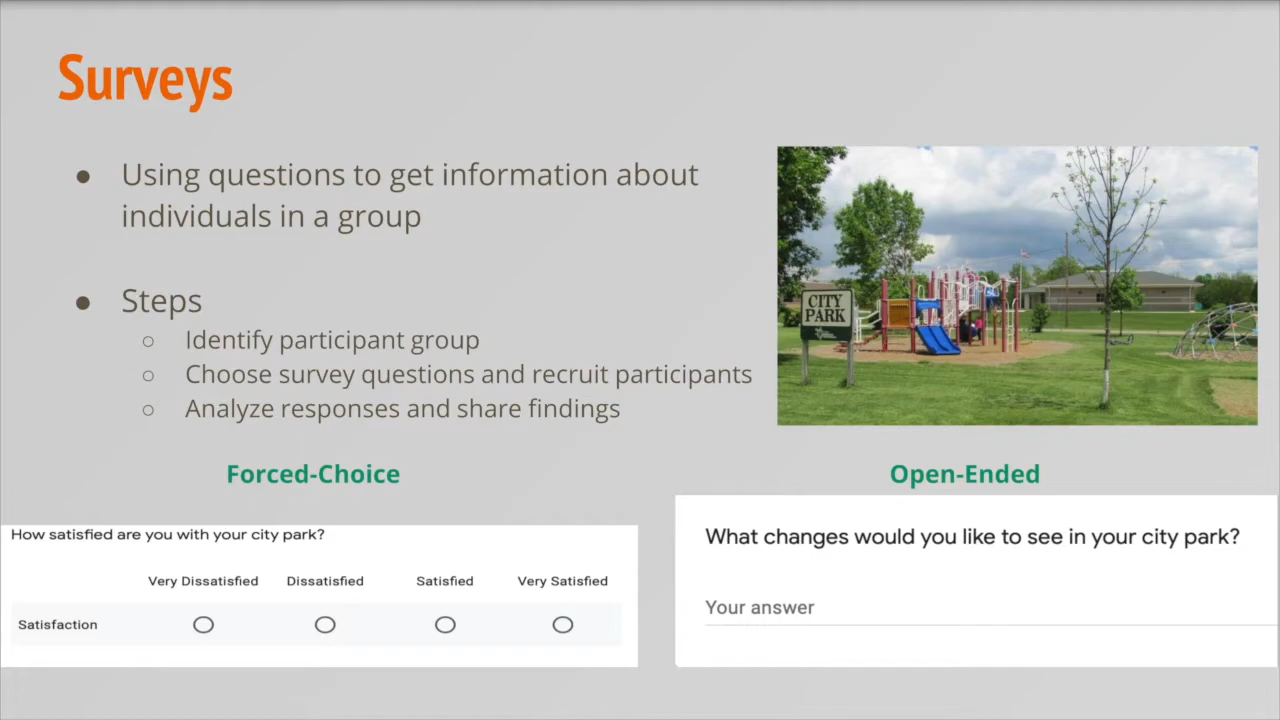 Surveys
● Using questions to get information about
individuals in a group
● Steps
○ Identify participant group
○ Choose survey questions and recruit participants
○ Analyze responses and share findings
CITY
PARK
Forced-Choice
How satisfied are you with your city park?
Very Dissatisfied Dissatisfied Satisfied Very Satisfied
Satisfaction
Open-Ended
What changes would you like to see in your city park?
Your answer